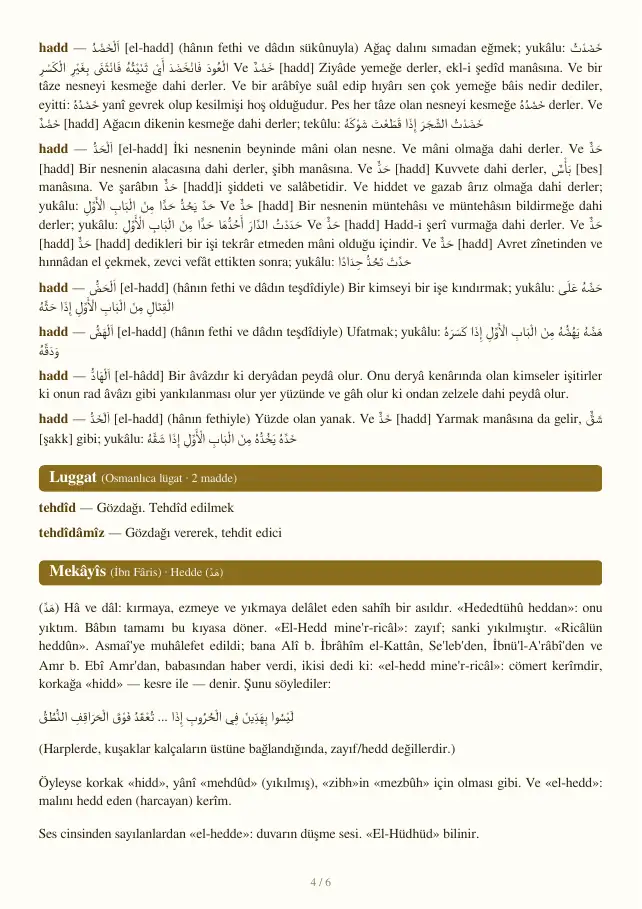 hadd — اَلْخَضْدُ [el-hadd] (hânın fethi ve dâdın sükûnuyla) Ağaç dalını sımadan eğmek; yukâlu: خَضَدْتُ
الْعُودَ فَانْخَضَدَ أَيْ ثَنَيْتُهُ فَانْثَنَى بِغَيْرِ الْكَسْرِ Ve خَضْدٌ [hadd] Ziyâde yemeğe derler, ekl-i şedîd manâsına. Ve bir
tâze nesneyi kesmeğe dahi derler. Ve bir arâbîye suâl edip hıyârı sen çok yemeğe bâis nedir dediler,
eyitti: خَضْدُهُ yanî gevrek olup kesilmişi hoş olduğudur. Pes her tâze olan nesneyi kesmeğe خَضْدُهُ derler. Ve
خَضْدٌ [hadd] Ağacın dikenin kesmeğe dahi derler; tekûlu: خَضَدْتُ الشَّجَرَ إِذَا قَطَعْتَ شَوْكَهُ
hadd — اَلْحَدُّ [el-hadd] İki nesnenin beyninde mâni olan nesne. Ve mâni olmağa dahi derler. Ve حَدٌّ
[hadd] Bir nesnenin alacasına dahi derler, şibh manâsına. Ve حَدٌّ [hadd] Kuvvete dahi derler, بَأْسٌ [bes]
manâsına. Ve şarâbın حَدٌّ [hadd]i şiddeti ve salâbetidir. Ve hiddet ve gazab ârız olmağa dahi derler;
yukâlu: حَدَّ يَحُدُّ حَدًّا مِنَ الْبَابِ الْأَوَّلِ Ve حَدٌّ [hadd] Bir nesnenin müntehâsı ve müntehâsın bildirmeğe dahi
derler; yukâlu: حَدَدْتُ الدَّارَ أَحُدُّهَا حَدًّا مِنَ الْبَابِ الْأَوَّلِ Ve حَدٌّ [hadd] Hadd-i şerî vurmağa dahi derler. Ve حَدٌّ
[hadd] حَدٌّ [hadd] dedikleri bir işi tekrâr etmeden mâni olduğu içindir. Ve حَدٌّ [hadd] Avret zînetinden ve
hınnâdan el çekmek, zevci vefât ettikten sonra; yukâlu: حَدَّتْ تَحُدُّ حِدَادًا
hadd — اَلْحَضُّ [el-hadd] (hânın fethi ve dâdın teşdîdiyle) Bir kimseyi bir işe kındırmak; yukâlu: حَضَّهُ عَلَى
الْقِتَالِ مِنَ الْبَابِ الْأَوَّلِ إِذَا حَثَّهُ
hadd — اَلْهَضُّ [el-hadd] (hânın fethi ve dâdın teşdîdiyle) Ufatmak; yukâlu: هَضَّهُ يَهُضُّهُ مِنَ الْبَابِ الْأَوَّلِ إِذَا كَسَرَهُ
وَدَقَّهُ
hadd — اَلْهَادُّ [el-hâdd] Bir âvâzdır ki deryâdan peydâ olur. Onu deryâ kenârında olan kimseler işitirler
ki onun rad âvâzı gibi yankılanması olur yer yüzünde ve gâh olur ki ondan zelzele dahi peydâ olur.
hadd — اَلْخَدُّ [el-hadd] (hânın fethiyle) Yüzde olan yanak. Ve خَدٌّ [hadd] Yarmak manâsına da gelir, شَقٌّ
[şakk] gibi; yukâlu: خَدَّهُ يَخُدُّهُ مِنَ الْبَابِ الْأَوَّلِ إِذَا شَقَّهُ
Luggat (Osmanlıca lügat · 2 madde)
tehdîd — Gözdağı. Tehdîd edilmek
tehdîdâmîz — Gözdağı vererek, tehdit edici
Mekâyîs (İbn Fâris) · Hedde (هَدَّ)
(هَدَّ) Hâ ve dâl: kırmaya, ezmeye ve yıkmaya delâlet eden sahîh bir asıldır. «Hededtühû heddan»: onu
yıktım. Bâbın tamamı bu kıyasa döner. «El-Hedd mine'r-ricâl»: zayıf; sanki yıkılmıştır. «Ricâlün
heddûn». Asmaî'ye muhâlefet edildi; bana Alî b. İbrâhîm el-Kattân, Se'leb'den, İbnü'l-A'râbî'den ve
Amr b. Ebî Amr'dan, babasından haber verdi, ikisi dedi ki: «el-hedd mine'r-ricâl»: cömert kerîmdir,
korkağa «hidd» — kesre ile — denir. Şunu söylediler:
لَيْسُوا بِهَدِّينَ فِي الْحُرُوبِ إِذَا ... تُعْقَدُ فَوْقَ الْحَرَاقِفِ النُّطُقُ
(Harplerde, kuşaklar kalçaların üstüne bağlandığında, zayıf/hedd değillerdir.)
Öyleyse korkak «hidd», yânî «mehdûd» (yıkılmış), «zibh»in «mezbûh» için olması gibi. Ve «el-hedd»:
malını hedd eden (harcayan) kerîm.
Ses cinsinden sayılanlardan «el-hedde»: duvarın düşme sesi. «El-Hüdhüd» bilinir.
4 / 6